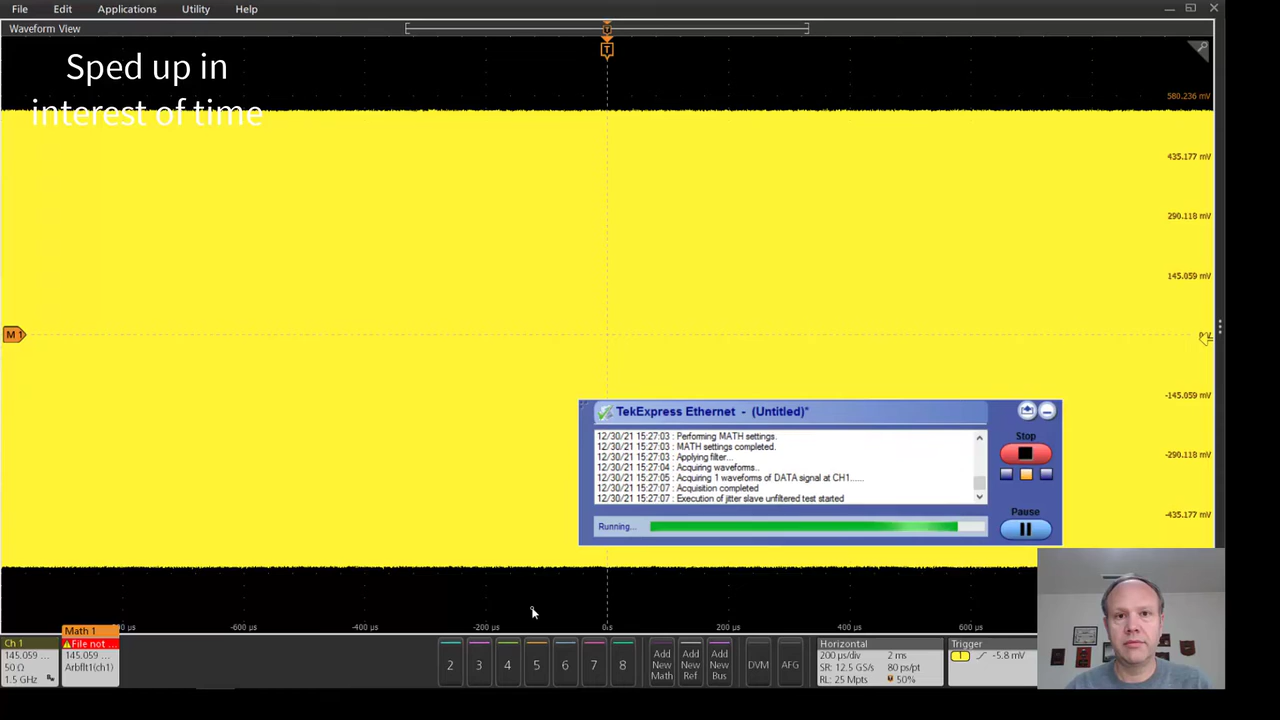 File Edit Applications Utility Help
Waveform View
T
T
Sped up in
interest of time
580.236 mV
435.177 mV
290.118 mV
145.059 mV
M 1
0 V
-145.059 mV
-290.118 mV
-435.177 mV
TekExpress Ethernet - (Untitled)*
12/30/21 15:27:03 : Performing MATH settings.
12/30/21 15:27:03 : MATH settings completed.
12/30/21 15:27:03 : Applying filter...
12/30/21 15:27:04 : Acquiring waveforms..
12/30/21 15:27:05 : Acquiring 1 waveforms of DATA signal at CH1......
12/30/21 15:27:07 : Acquisition completed
12/30/21 15:27:07 : Execution of jitter slave unfiltered test started
Stop
Pause
Running...
-600 µs -400 µs -200 µs 0 s 200 µs 400 µs 600 µs
Ch 1
145.059 ...
50 Ω
1.5 GHz
Math 1
File not ...
145.059 ...
Arbflt1(ch1)
2 3 4 5 6 7 8
Add New Math
Add New Ref
Add New Bus
DVM
AFG
Horizontal
200 µs/div 2 ms
SR: 12.5 GS/s 80 ps/pt
RL: 25 Mpts 50%
Trigger
1 -5.8 mV